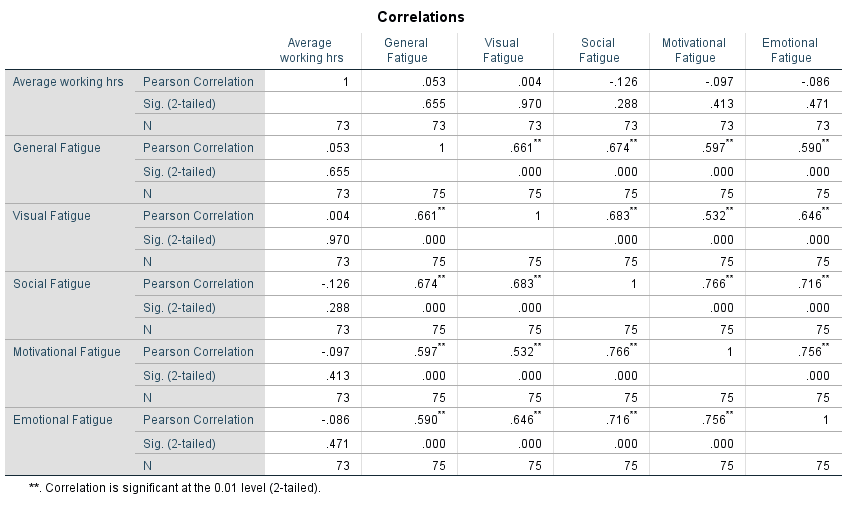 Correlations
Average working hrs General Fatigue Visual Fatigue Social Fatigue Motivational Fatigue Emotional Fatigue
Average working hrs Pearson Correlation 1 .053 .004 -.126 -.097 -.086
Sig. (2-tailed) .655 .970 .288 .413 .471
N 73 73 73 73 73 73
General Fatigue Pearson Correlation .053 1 .661** .674** .597** .590**
Sig. (2-tailed) .655 .000 .000 .000 .000
N 73 75 75 75 75 75
Visual Fatigue Pearson Correlation .004 .661** 1 .683** .532** .646**
Sig. (2-tailed) .970 .000 .000 .000 .000
N 73 75 75 75 75 75
Social Fatigue Pearson Correlation -.126 .674** .683** 1 .766** .716**
Sig. (2-tailed) .288 .000 .000 .000 .000
N 73 75 75 75 75 75
Motivational Fatigue Pearson Correlation -.097 .597** .532** .766** 1 .756**
Sig. (2-tailed) .413 .000 .000 .000 .000
N 73 75 75 75 75 75
Emotional Fatigue Pearson Correlation -.086 .590** .646** .716** .756** 1
Sig. (2-tailed) .471 .000 .000 .000 .000
N 73 75 75 75 75 75
**. Correlation is significant at the 0.01 level (2-tailed).